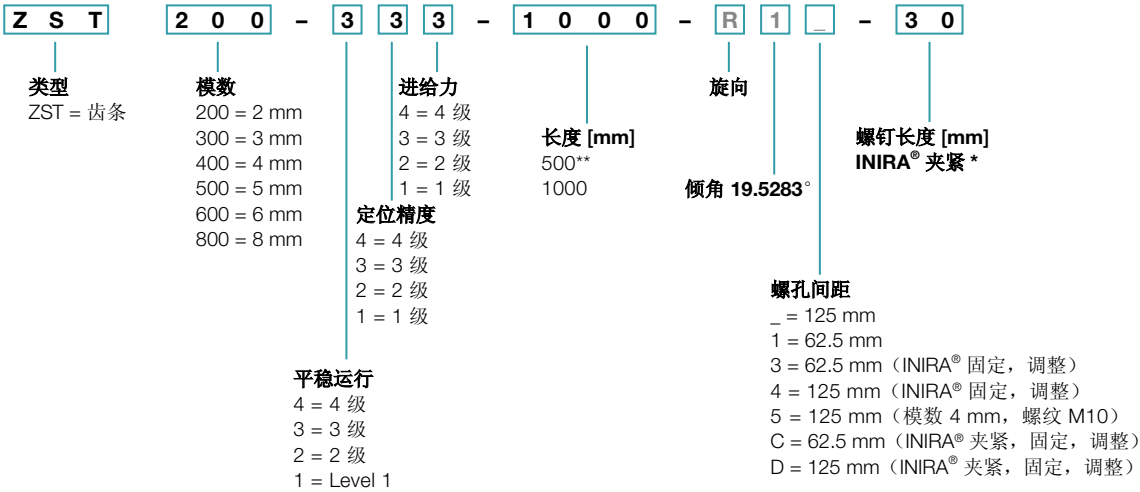 Z S T 2 0 0 – 3 3 3 – 1 0 0 0 – R 1 _ – 3 0
类型
ZST = 齿条
模数
200 = 2 mm
300 = 3 mm
400 = 4 mm
500 = 5 mm
600 = 6 mm
800 = 8 mm
进给力
4 = 4 级
3 = 3 级
2 = 2 级
1 = 1 级
定位精度
4 = 4 级
3 = 3 级
2 = 2 级
1 = 1 级
平稳运行
4 = 4 级
3 = 3 级
2 = 2 级
1 = Level 1
长度 [mm]
500**
1000
旋向
倾角 19.5283°
螺孔间距
_ = 125 mm
1 = 62.5 mm
3 = 62.5 mm（INIRA® 固定，调整）
4 = 125 mm（INIRA® 固定，调整）
5 = 125 mm（模数 4 mm，螺纹 M10）
C = 62.5 mm（INIRA® 夹紧，固定，调整）
D = 125 mm（INIRA® 夹紧，固定，调整）
螺钉长度 [mm]
INIRA® 夹紧 *